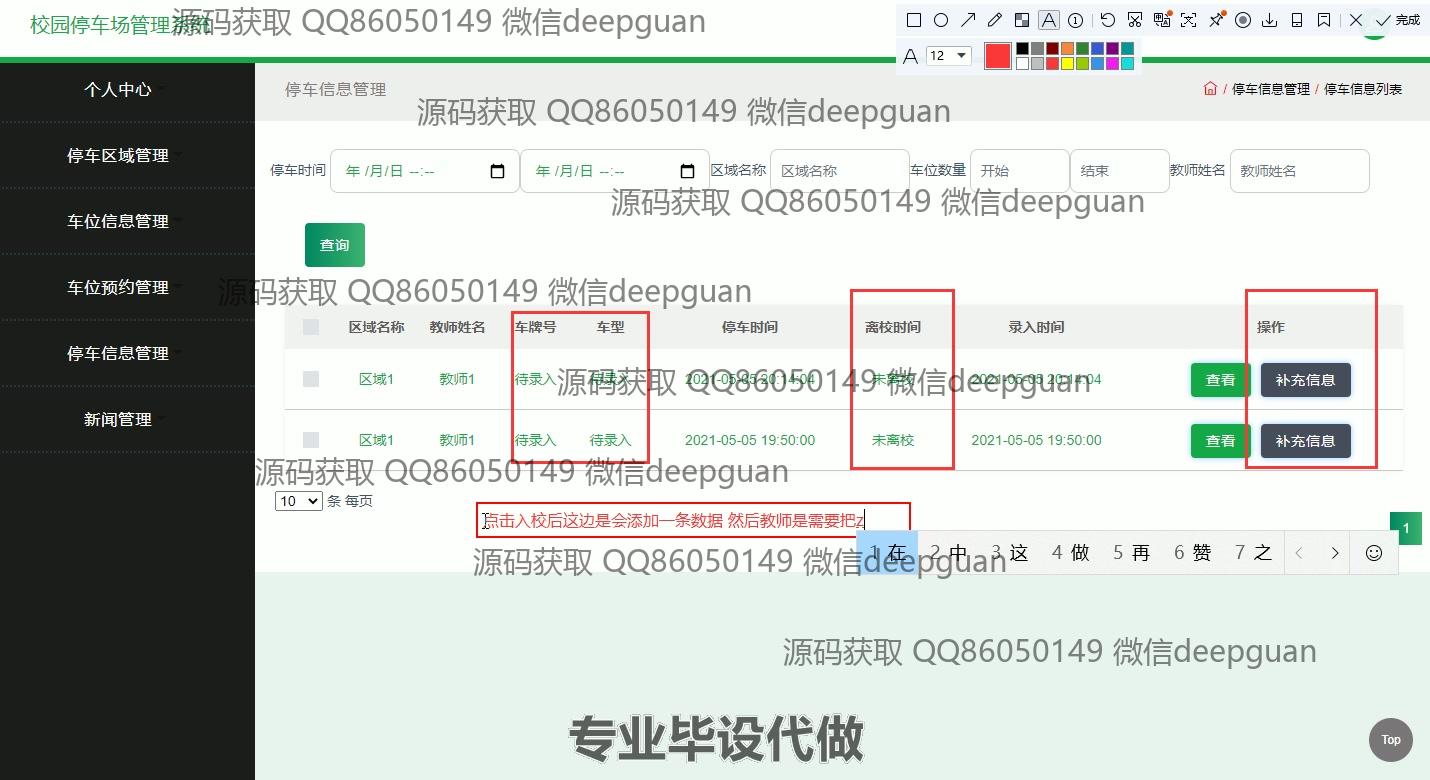 校园停车场管理系统
源码获取 QQ86050149 微信deepguan
完成
A 12
个人中心
停车区域管理
车位信息管理
车位预约管理
停车信息管理
新闻管理
停车信息管理
/ 停车信息管理 / 停车信息列表
源码获取 QQ86050149 微信deepguan
停车时间 年 /月/日 --:-- 年 /月/日 --:-- 区域名称 区域名称 车位数量 开始 结束 教师姓名 教师姓名
源码获取 QQ86050149 微信deepguan
查询
源码获取 QQ86050149 微信deepguan
区域名称 教师姓名 车牌号 车型 停车时间 离校时间 录入时间 操作
区域1 教师1 待录入 待录入 2021-05-05 20:14:04 未离校 2021-05-05 20:14:04 查看 补充信息
源码获取 QQ86050149 微信deepguan
区域1 教师1 待录入 待录入 2021-05-05 19:50:00 未离校 2021-05-05 19:50:00 查看 补充信息
源码获取 QQ86050149 微信deepguan
10 条 每页
点击入校后这边是会添加一条数据 然后教师是需要把z
1
1 在 2 中 3 这 4 做 5 再 6 赞 7 之
源码获取 QQ86050149 微信deepguan
源码获取 QQ86050149 微信deepguan
专业毕设代做
Top